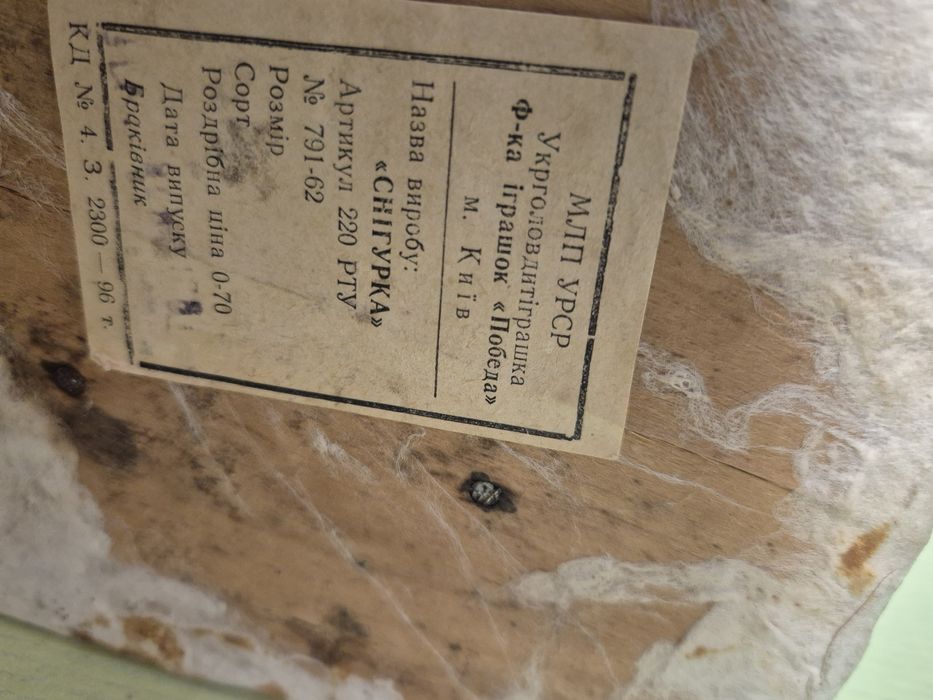 МЛП УРСР
Укрголовдитіграшка
Ф-ка іграшок «Победа»
м. Київ
Назва виробу:
«СНІГУРКА»
Артикул 220 РТУ
№ 791-62
Розмір
Сорт
Роздрібна ціна 0-70
Дата випуску
Браківник
КД № 4. З. 2300 — 96 т.